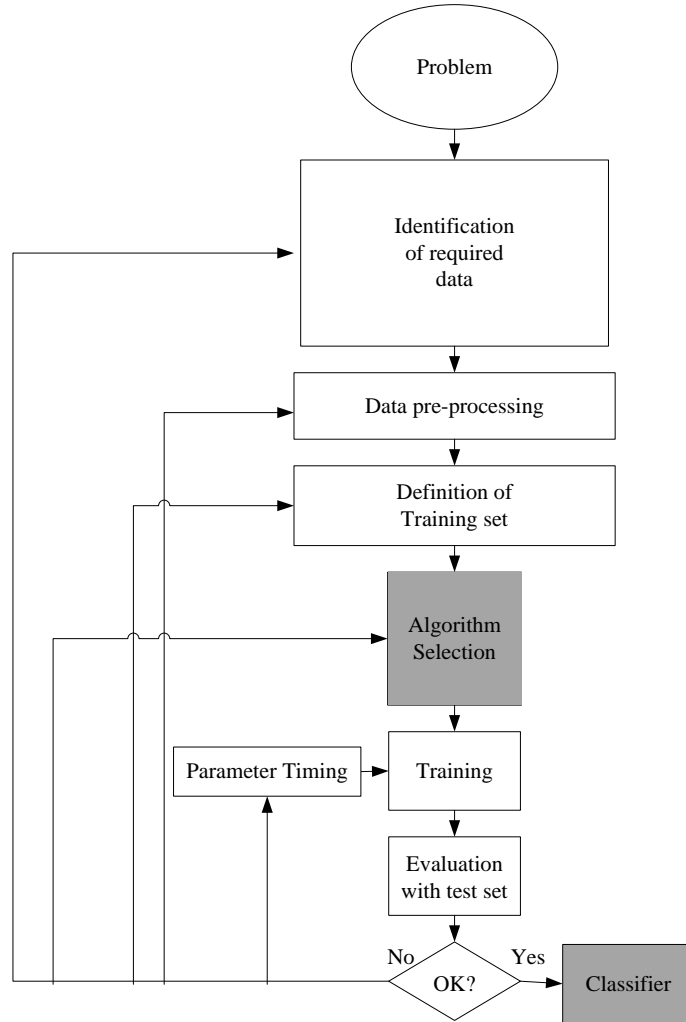 Problem
Identification
of required
data
Data pre-processing
Definition of
Training set
Algorithm
Selection
Parameter Timing
Training
Evaluation
with test set
No
Yes
OK?
Classifier